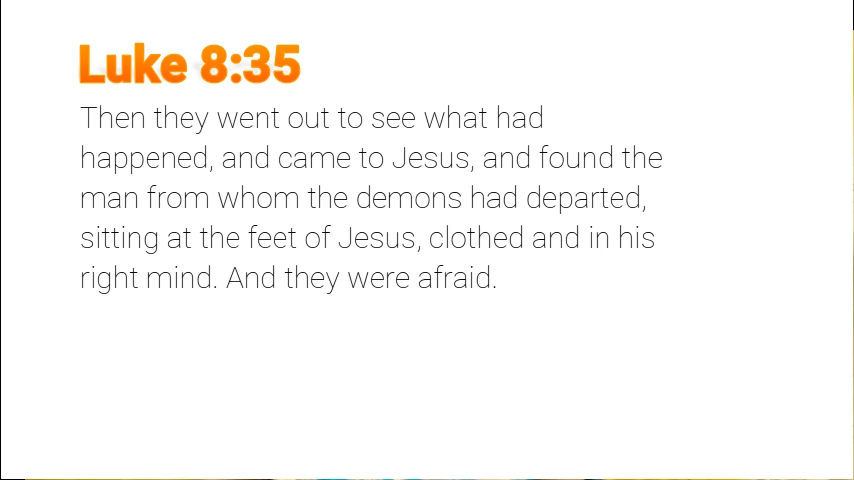 Luke 8:35
Then they went out to see what had
happened, and came to Jesus, and found the
man from whom the demons had departed,
sitting at the feet of Jesus, clothed and in his
right mind. And they were afraid.